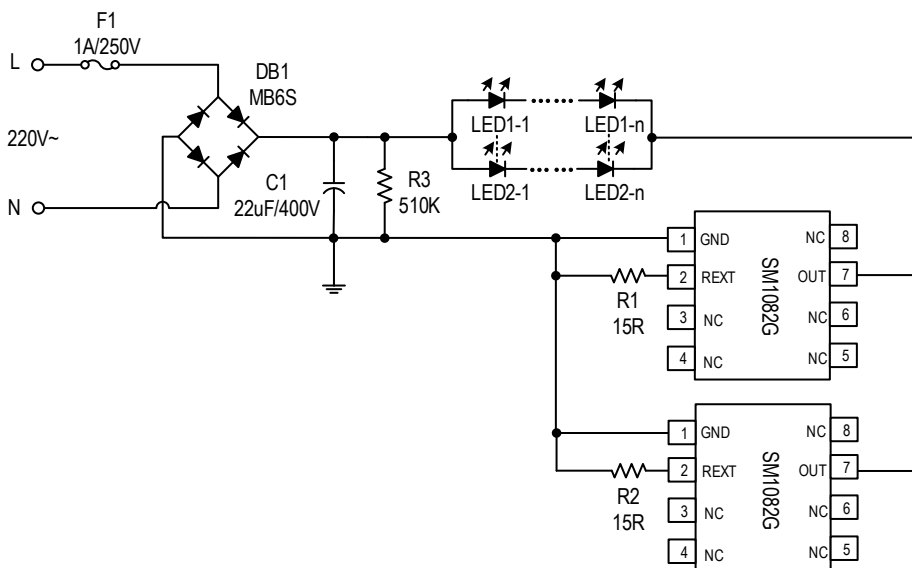 F1
1A/250V
L
DB1
MB6S
220V~
N
C1
22uF/400V
R3
510K
LED1-1
LED1-n
LED2-1
LED2-n
1 GND NC 8
2 REXT OUT 7
3 NC NC 6
4 NC NC 5
SM1082G
R1
15R
1 GND NC 8
2 REXT OUT 7
3 NC NC 6
4 NC NC 5
SM1082G
R2
15R